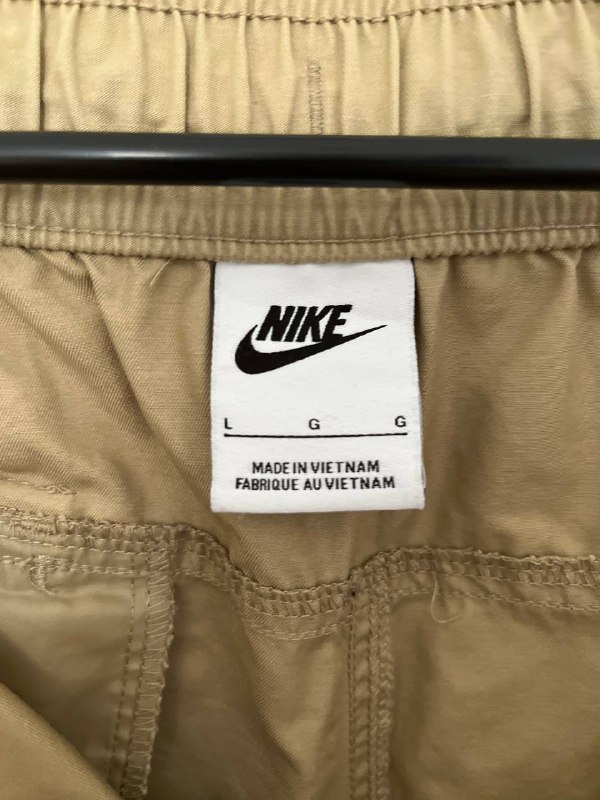 NIKE
L G G
MADE IN VIETNAM
FABRIQUE AU VIETNAM